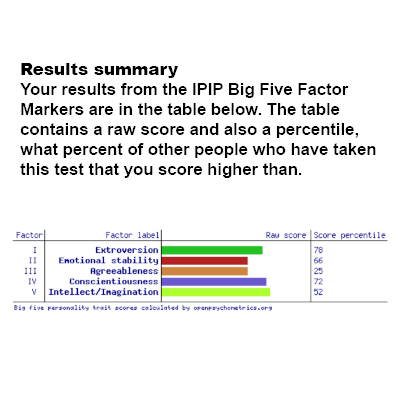 Results summary
Your results from the IPIP Big Five Factor
Markers are in the table below. The table
contains a raw score and also a percentile,
what percent of other people who have taken
this test that you score higher than.
Factor Factor label Raw score Score percentile
I Extroversion 78
II Emotional stability 66
III Agreeableness 25
IV Conscientiousness 72
V Intellect/Imagination 52
Big five personality trait scores calculated by openpsychometrics.org